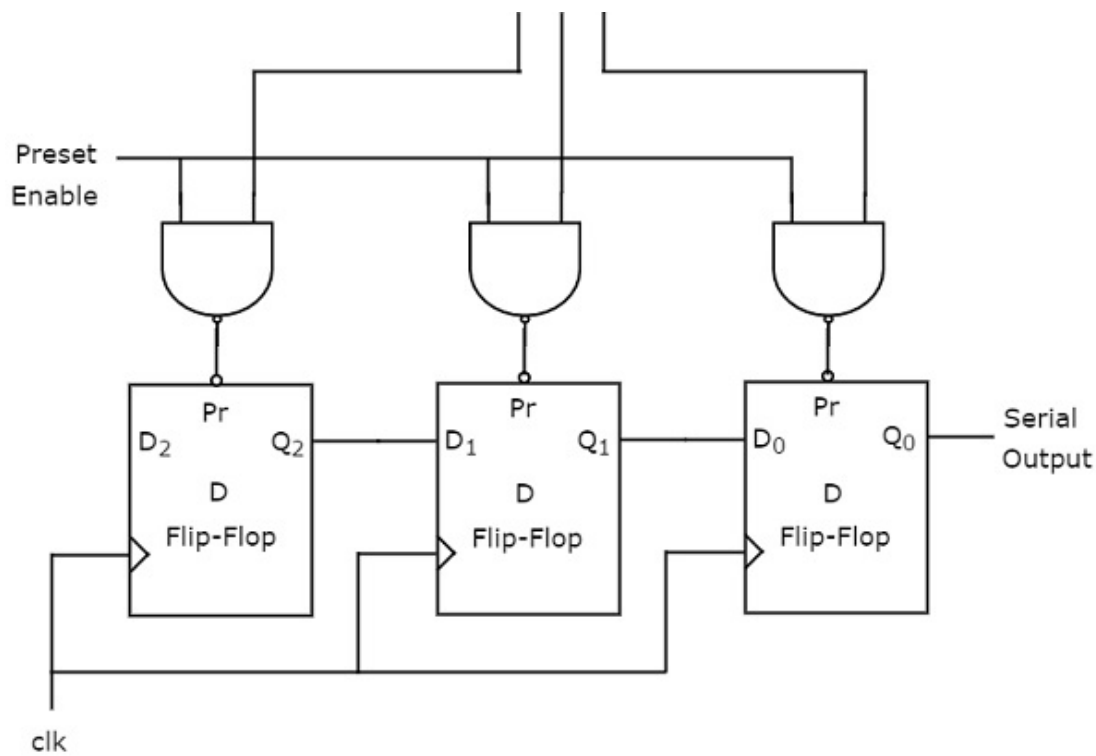 Preset
Enable
Pr
Pr
Pr
D₂
Q₂
D₁
Q₁
D₀
Q₀
Serial
Output
D
Flip-Flop
D
Flip-Flop
D
Flip-Flop
clk